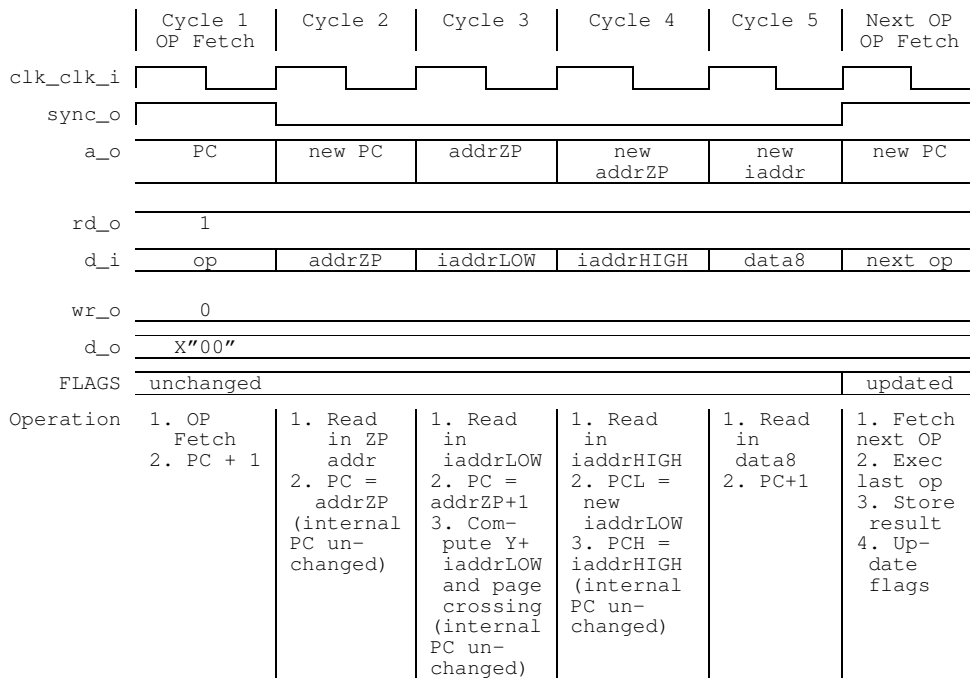 Cycle 1 Cycle 2 Cycle 3 Cycle 4 Cycle 5 Next OP
OP Fetch OP Fetch
clk_clk_i
sync_o
a_o PC new PC addrZP new new new PC
addrZP iaddr
rd_o 1
d_i op addrZP iaddrLOW iaddrHIGH data8 next op
wr_o 0
d_o X"00"
FLAGS unchanged updated
Operation 1. OP 1. Read 1. Read 1. Read 1. Read 1. Fetch
Fetch in ZP in in in next OP
2. PC + 1 addr iaddrLOW iaddrHIGH data8 2. Exec
2. PC = 2. PC = 2. PCL = 2. PC+1 last op
addrZP addrZP+1 new 3. Store
(internal 3. Com- iaddrLOW result
PC un- pute Y+ 3. PCH = 4. Up-
changed) iaddrLOW iaddrHIGH date
and page (internal flags
crossing PC un-
(internal changed)
PC un-
changed)